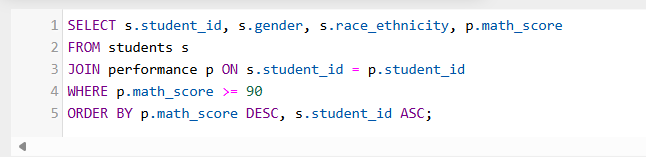 1 SELECT s.student_id, s.gender, s.race_ethnicity, p.math_score
2 FROM students s
3 JOIN performance p ON s.student_id = p.student_id
4 WHERE p.math_score >= 90
5 ORDER BY p.math_score DESC, s.student_id ASC;